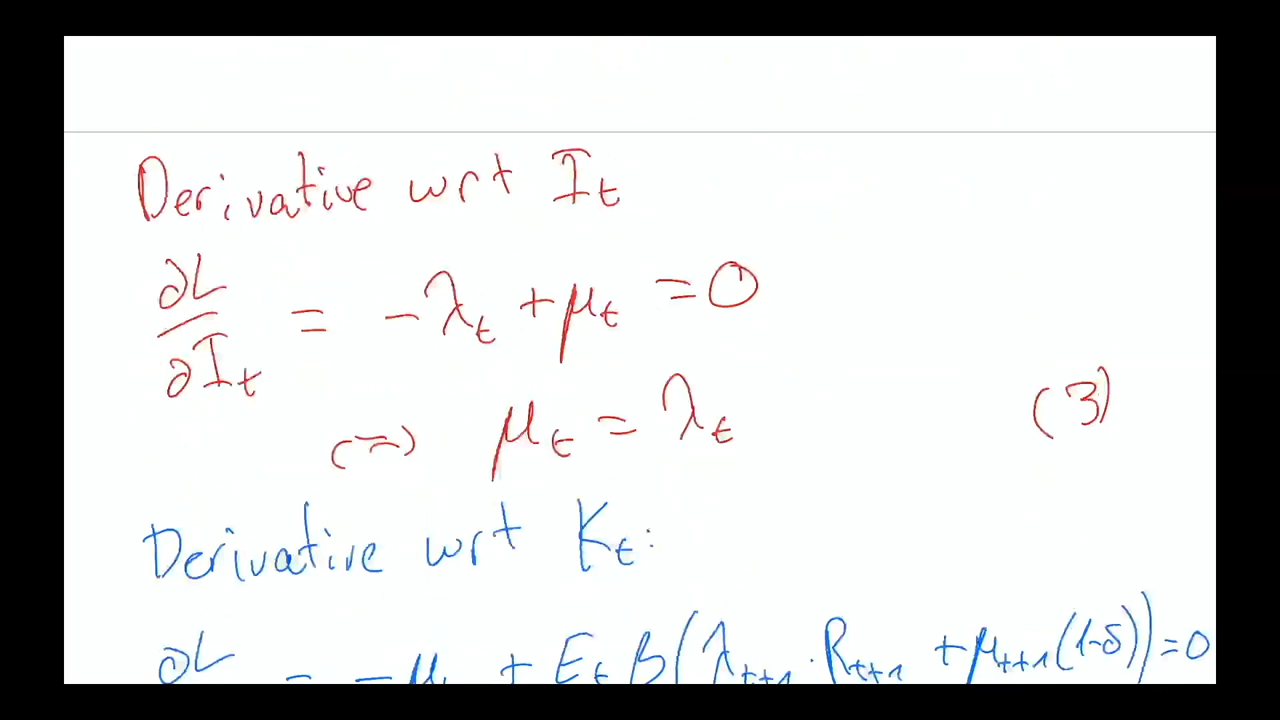 Derivative wrt I_t
∂L/∂I_t = -λ_t + μ_t = 0
(=) μ_t = λ_t (3)
Derivative wrt K_t:
∂L = -μ + E_t β(λ_{t+1} · R_{t+1} + μ_{t+1}(1-δ)) = 0